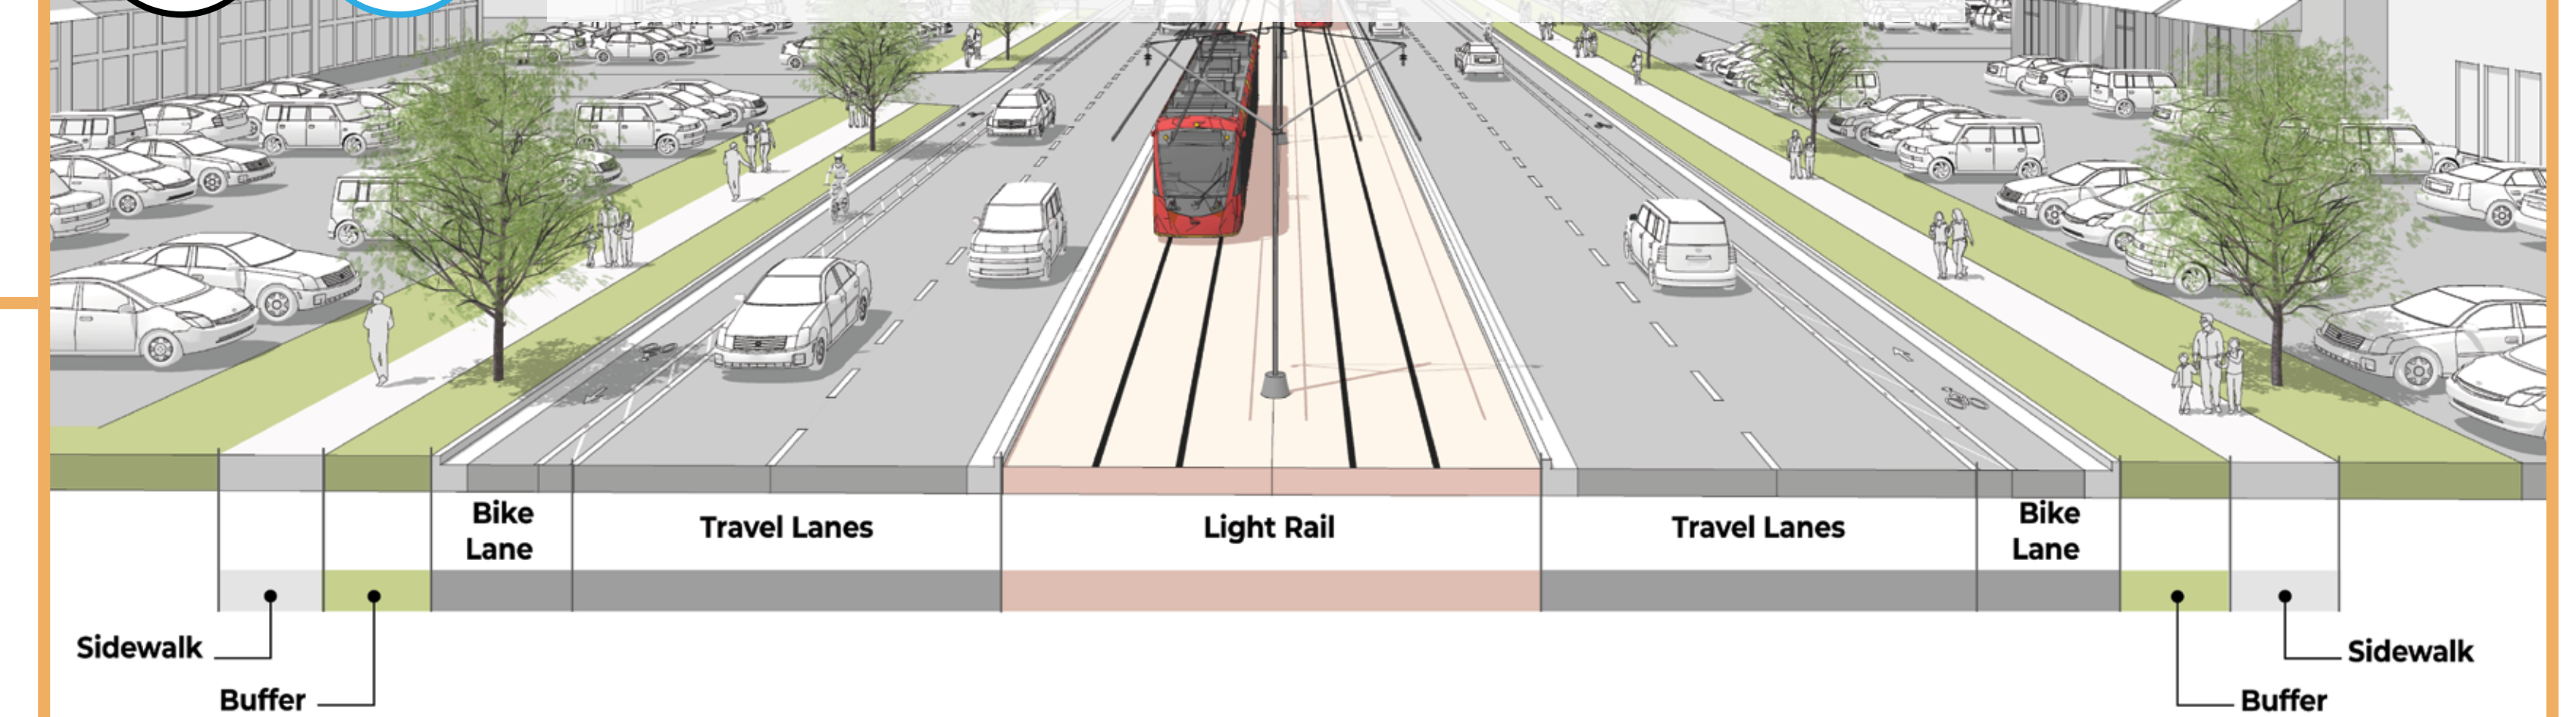 Bike
Lane
Travel Lanes
Light Rail
Travel Lanes
Bike
Lane
Sidewalk
Buffer
Sidewalk
Buffer